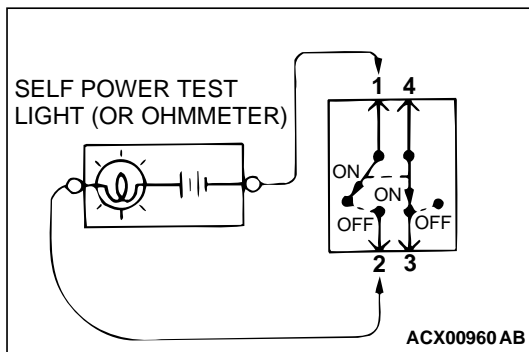 SELF POWER TEST
LIGHT (OR OHMMETER)
1 4
ON
ON
OFF
OFF
2 3
ACX00960 AB